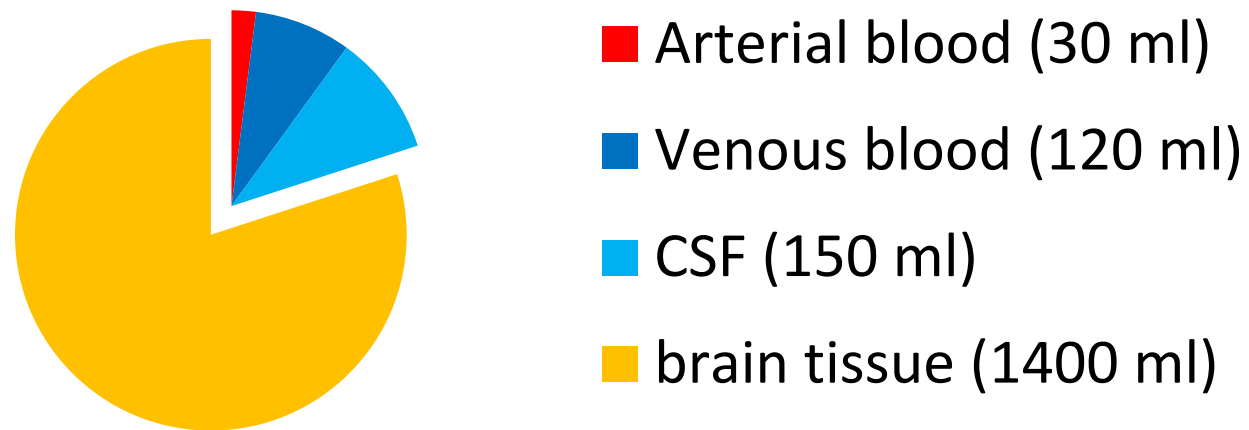 Arterial blood (30 ml)
Venous blood (120 ml)
CSF (150 ml)
brain tissue (1400 ml)